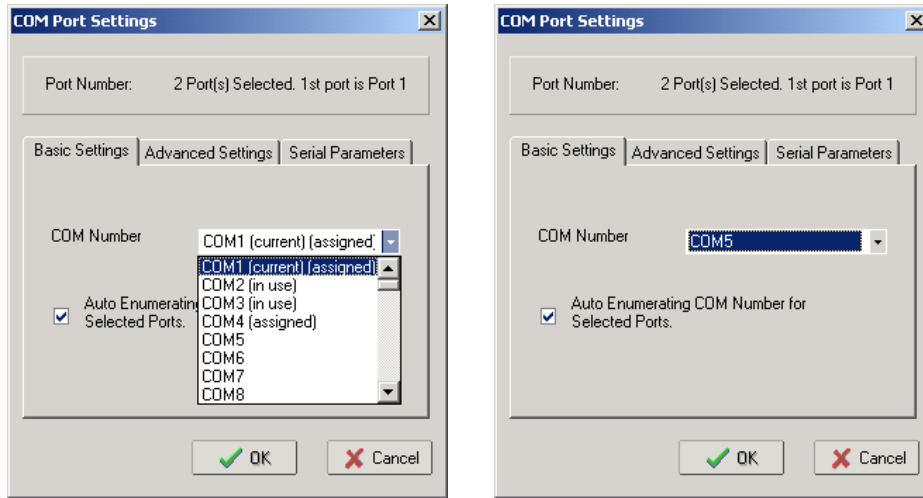 COM Port Settings
Port Number: 2 Port(s) Selected. 1st port is Port 1
Basic Settings Advanced Settings Serial Parameters
COM Number COM1 (current) (assigned)
COM1 (current) (assigned)
COM2 (in use)
Auto Enumerating COM3 (in use)
Selected Ports. COM4 (assigned)
COM5
COM6
COM7
COM8
OK Cancel
COM Port Settings
Port Number: 2 Port(s) Selected. 1st port is Port 1
Basic Settings Advanced Settings Serial Parameters
COM Number COM5
Auto Enumerating COM Number for
Selected Ports.
OK Cancel